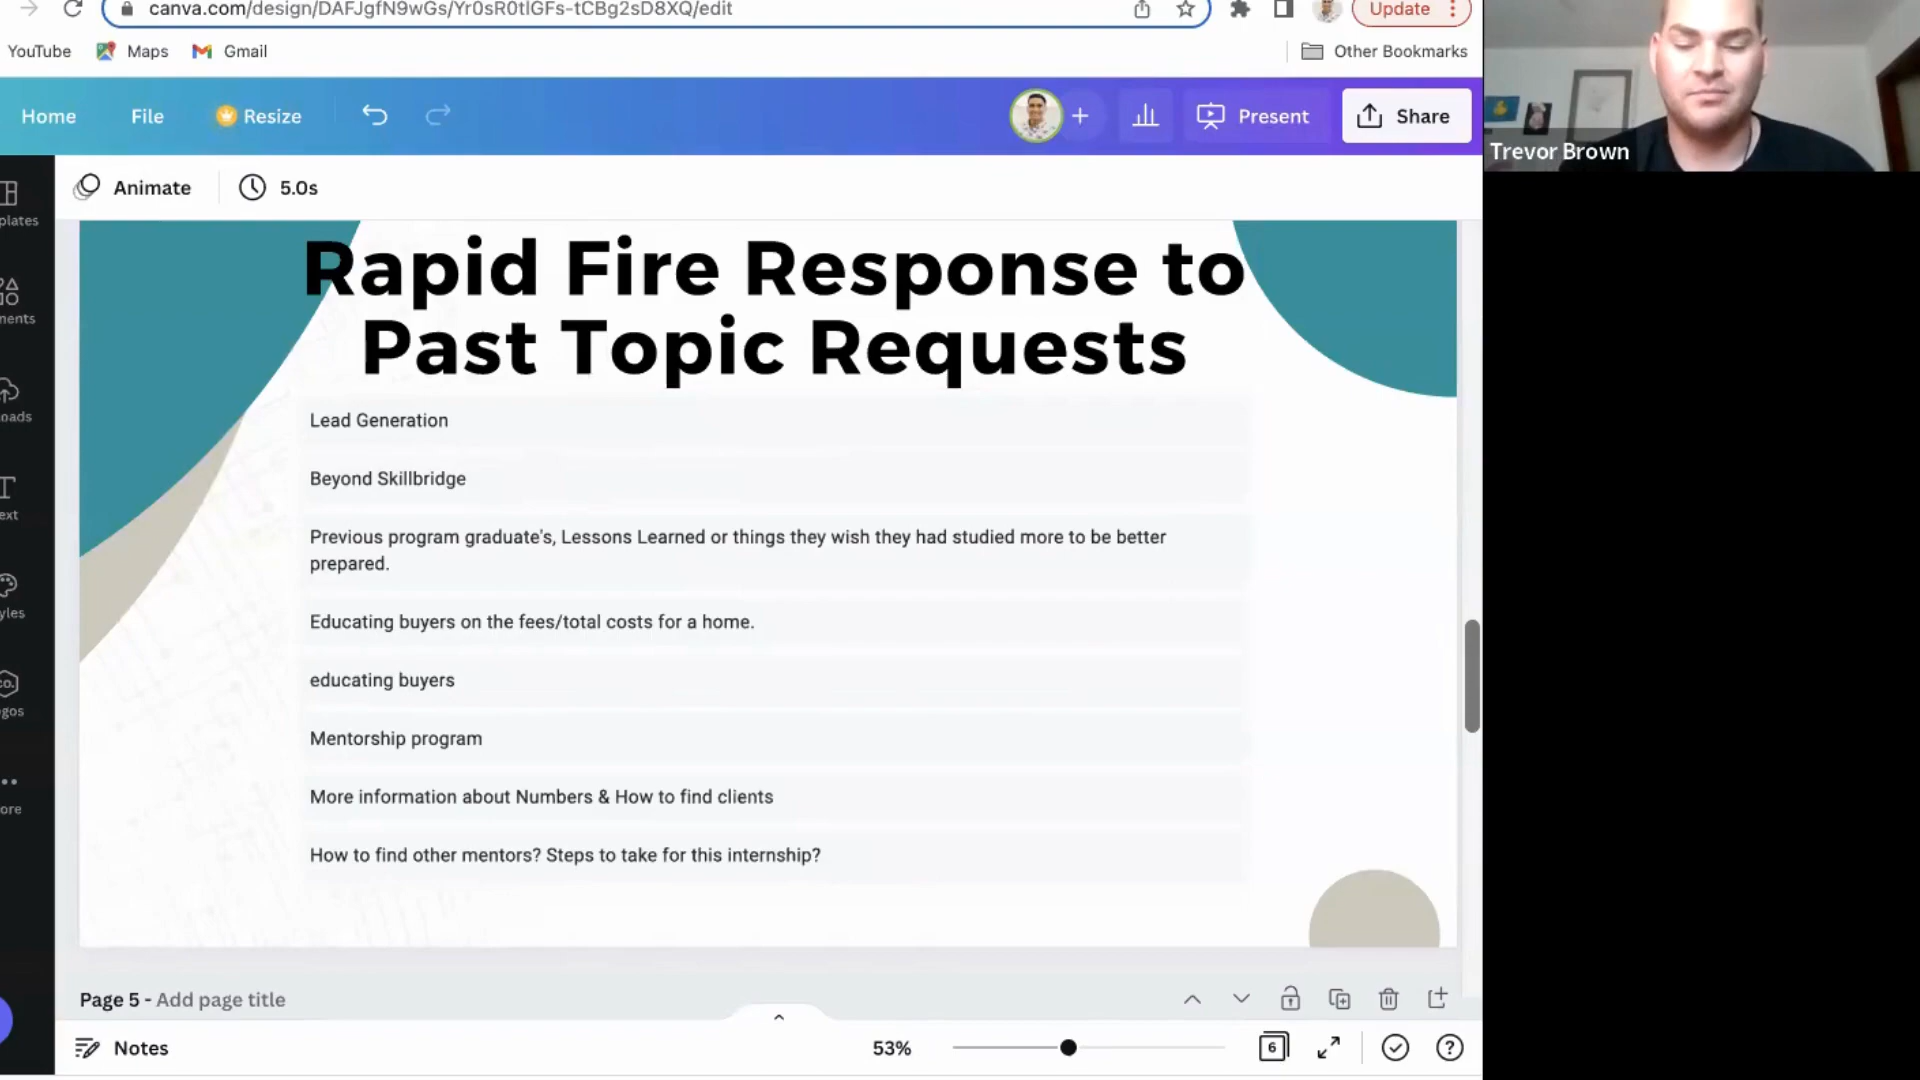 canva.com/design/DAFJgfN9wGs/Yr0sR0tlGFs-tCBg2sD8XQ/edit
Update
YouTube
Maps
Gmail
Other Bookmarks
Home
File
Resize
+
Present
Share
Trevor Brown
Animate
5.0s
plates
ments
oads
ext
yles
co.
gos
ore
Rapid Fire Response to
Past Topic Requests
Lead Generation
Beyond Skillbridge
Previous program graduate's, Lessons Learned or things they wish they had studied more to be better
prepared.
Educating buyers on the fees/total costs for a home.
educating buyers
Mentorship program
More information about Numbers & How to find clients
How to find other mentors? Steps to take for this internship?
Page 5 - Add page title
Notes
53%
6
?